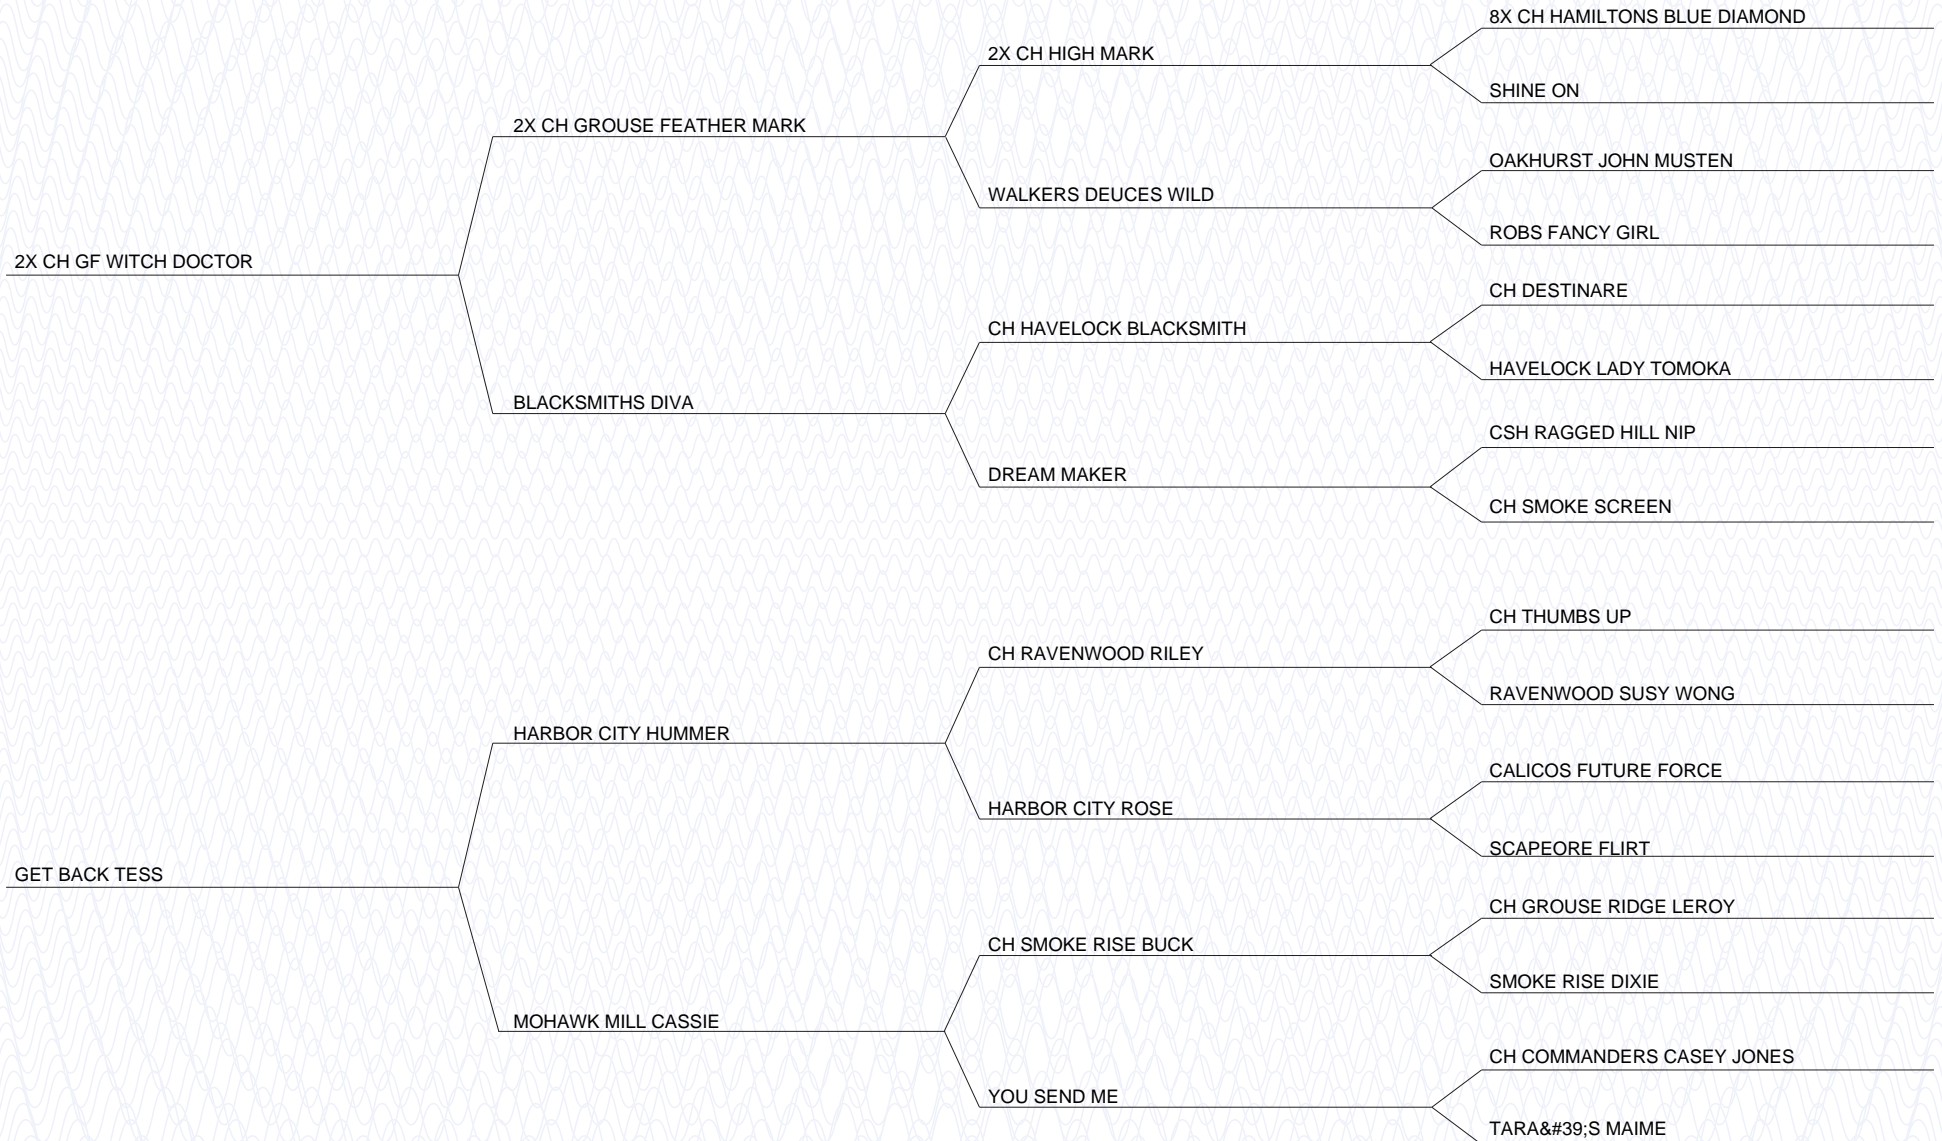 8X CH HAMILTONS BLUE DIAMOND
2X CH HIGH MARK
SHINE ON
2X CH GROUSE FEATHER MARK
OAKHURST JOHN MUSTEN
WALKERS DEUCES WILD
ROBS FANCY GIRL
2X CH GF WITCH DOCTOR
CH DESTINARE
CH HAVELOCK BLACKSMITH
HAVELOCK LADY TOMOKA
BLACKSMITHS DIVA
CSH RAGGED HILL NIP
DREAM MAKER
CH SMOKE SCREEN
CH THUMBS UP
CH RAVENWOOD RILEY
RAVENWOOD SUSY WONG
HARBOR CITY HUMMER
CALICOS FUTURE FORCE
HARBOR CITY ROSE
SCAPEORE FLIRT
GET BACK TESS
CH GROUSE RIDGE LEROY
CH SMOKE RISE BUCK
SMOKE RISE DIXIE
MOHAWK MILL CASSIE
CH COMMANDERS CASEY JONES
YOU SEND ME
TARA&#39;S MAIME